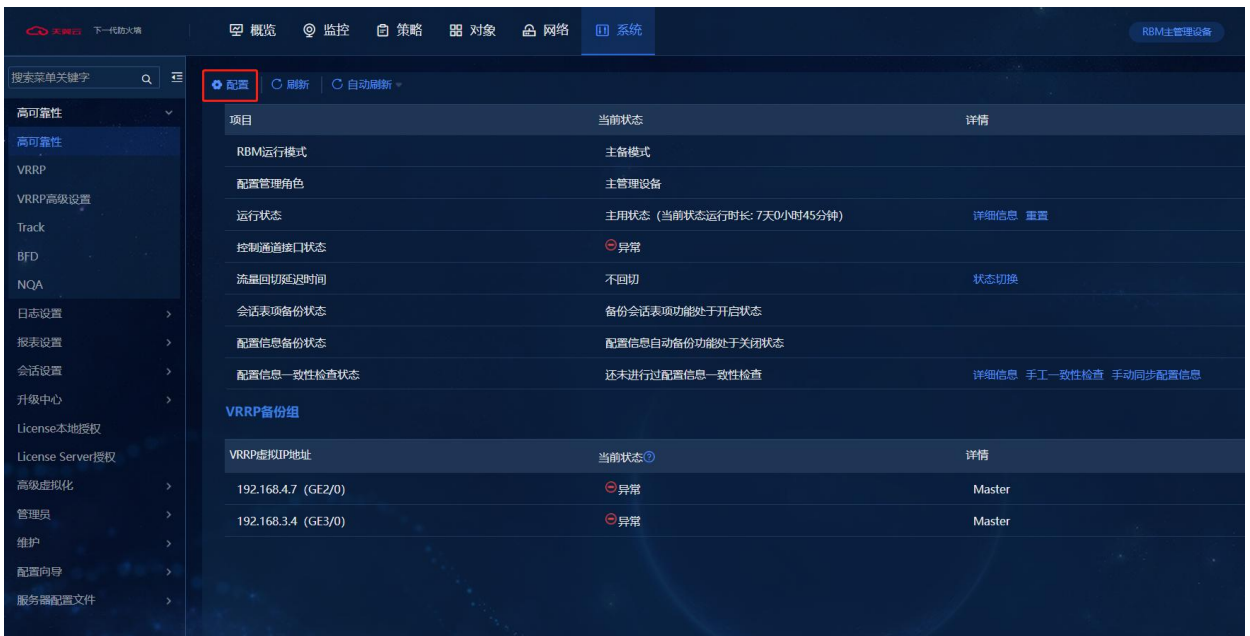 天翼云 下一代防火墙 概览 监控 策略 对象 网络 系统 RBM主管理设备
搜索菜单关键字
配置 刷新 自动刷新
高可靠性
高可靠性
VRRP
VRRP高级设置
Track
BFD
NQA
日志设置
报表设置
会话设置
升级中心
License本地授权
License Server授权
高级虚拟化
管理员
维护
配置向导
服务器配置文件
项目 当前状态 详情
RBM运行模式 主备模式
配置管理角色 主管理设备
运行状态 主用状态 (当前状态运行时长: 7天0小时45分钟) 详细信息 重置
控制通道接口状态 异常
流量回切延迟时间 不回切 状态切换
会话表项备份状态 备份会话表项功能处于开启状态
配置信息备份状态 配置信息自动备份功能处于关闭状态
配置信息一致性检查状态 还未进行过配置信息一致性检查 详细信息 手工一致性检查 手动同步配置信息
VRRP备份组
VRRP虚拟IP地址 当前状态 详情
192.168.4.7 (GE2/0) 异常 Master
192.168.3.4 (GE3/0) 异常 Master